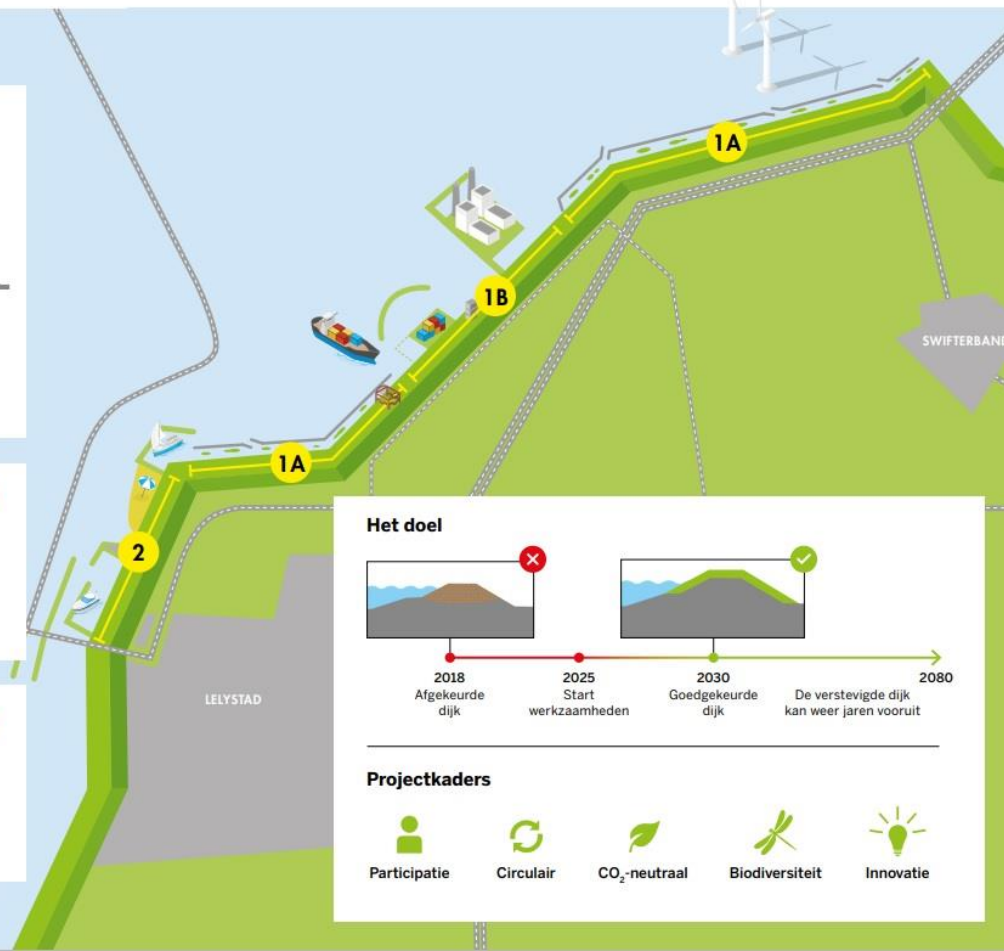 1A
1B
SWIFTERBAN
1A
2
LELYSTAD
Het doel
2018
Afgekeurde
dijk
2025
Start
werkzaamheden
2030
Goedgekeurde
dijk
2080
De verstevigde dijk
kan weer jaren vooruit
Projectkaders
Participatie
Circulair
CO₂-neutraal
Biodiversiteit
Innovatie